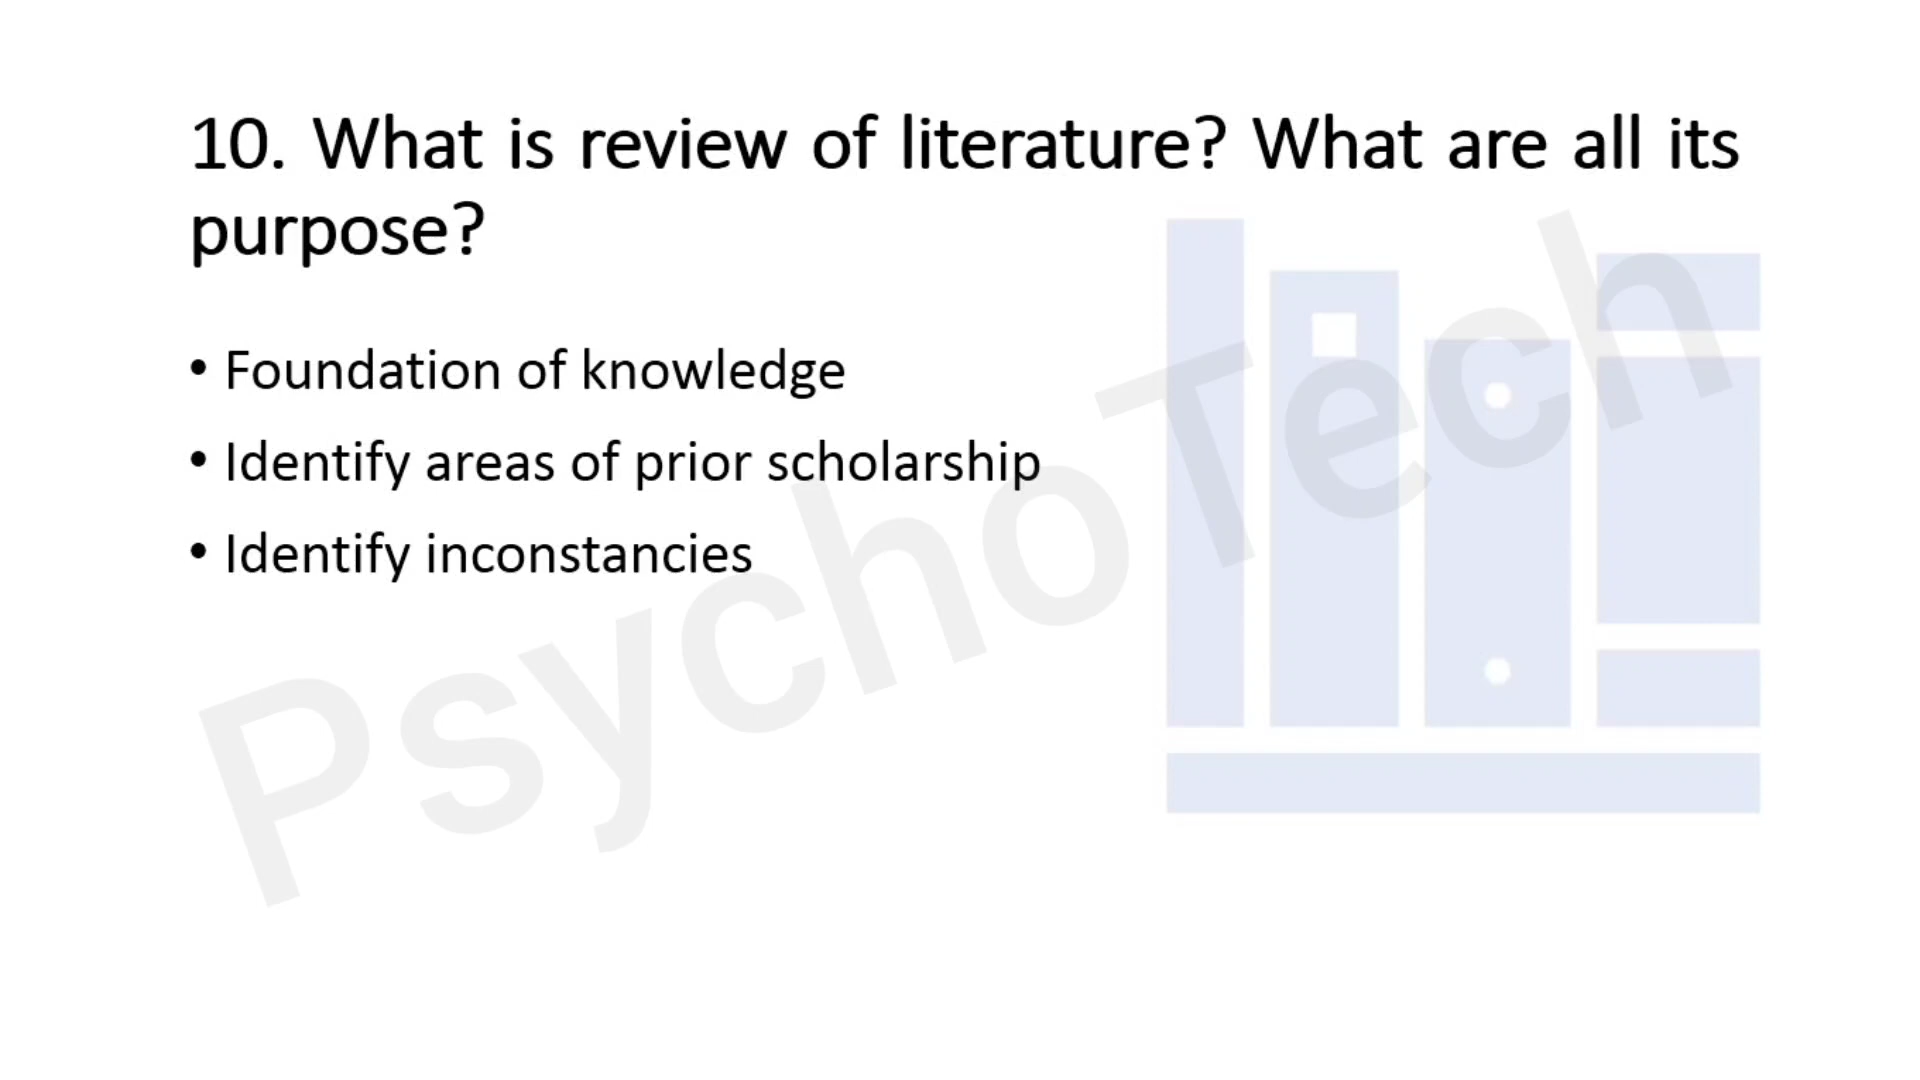 10. What is review of literature? What are all its
purpose?
• Foundation of knowledge
• Identify areas of prior scholarship
• Identify inconstancies
PsychoTech